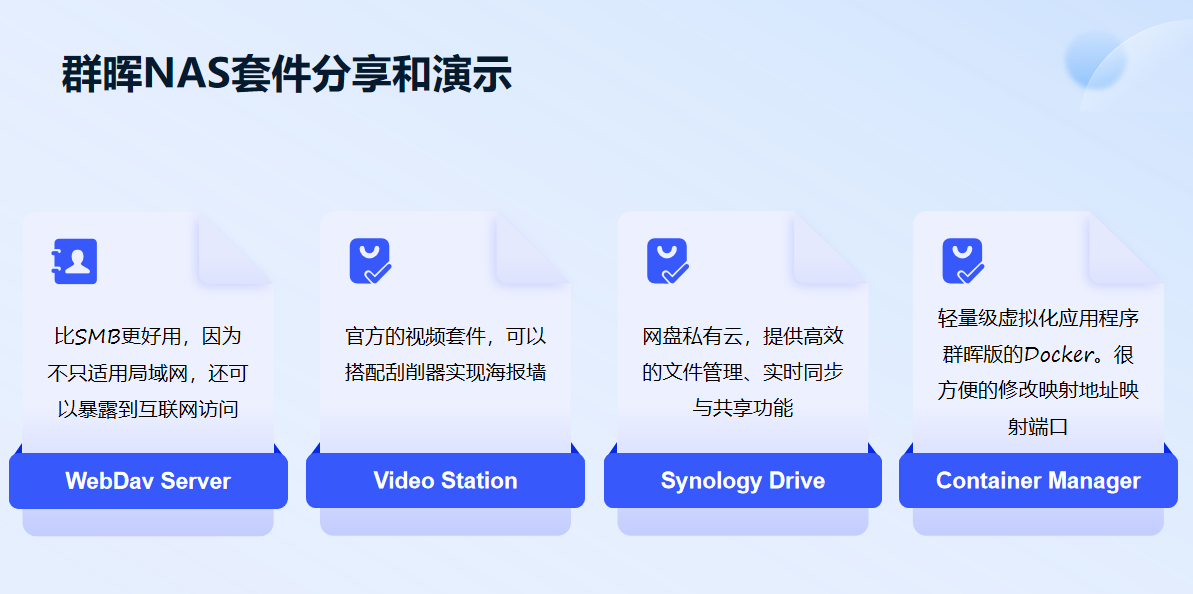 群晖NAS套件分享和演示
比SMB更好用，因为
不只适用局域网，还可
以暴露到互联网访问
WebDav Server
官方的视频套件，可以
搭配刮削器实现海报墙
Video Station
网盘私有云，提供高效
的文件管理、实时同步
与共享功能
Synology Drive
轻量级虚拟化应用程序
群晖版的Docker。很
方便的修改映射地址映
射端口
Container Manager